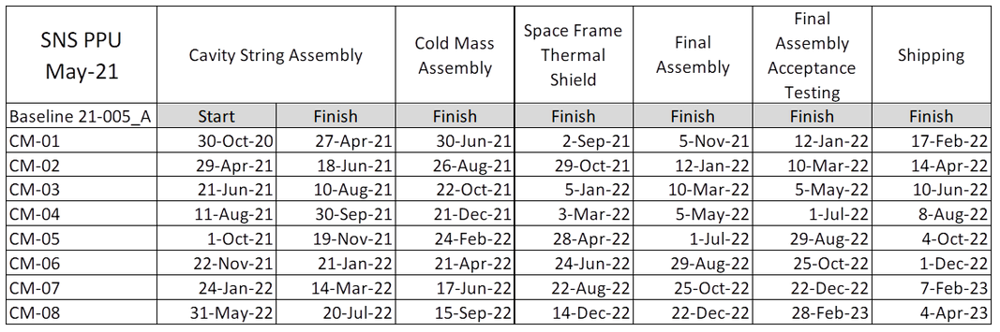 SNS PPU
May-21
Cavity String Assembly
Cold Mass
Assembly
Space Frame
Thermal
Shield
Final
Assembly
Final
Assembly
Acceptance
Testing
Shipping
Baseline 21-005_A Start Finish Finish Finish Finish Finish Finish
CM-01 30-Oct-20 27-Apr-21 30-Jun-21 2-Sep-21 5-Nov-21 12-Jan-22 17-Feb-22
CM-02 29-Apr-21 18-Jun-21 26-Aug-21 29-Oct-21 12-Jan-22 10-Mar-22 14-Apr-22
CM-03 21-Jun-21 10-Aug-21 22-Oct-21 5-Jan-22 10-Mar-22 5-May-22 10-Jun-22
CM-04 11-Aug-21 30-Sep-21 21-Dec-21 3-Mar-22 5-May-22 1-Jul-22 8-Aug-22
CM-05 1-Oct-21 19-Nov-21 24-Feb-22 28-Apr-22 1-Jul-22 29-Aug-22 4-Oct-22
CM-06 22-Nov-21 21-Jan-22 21-Apr-22 24-Jun-22 29-Aug-22 25-Oct-22 1-Dec-22
CM-07 24-Jan-22 14-Mar-22 17-Jun-22 22-Aug-22 25-Oct-22 22-Dec-22 7-Feb-23
CM-08 31-May-22 20-Jul-22 15-Sep-22 14-Dec-22 22-Dec-22 28-Feb-23 4-Apr-23